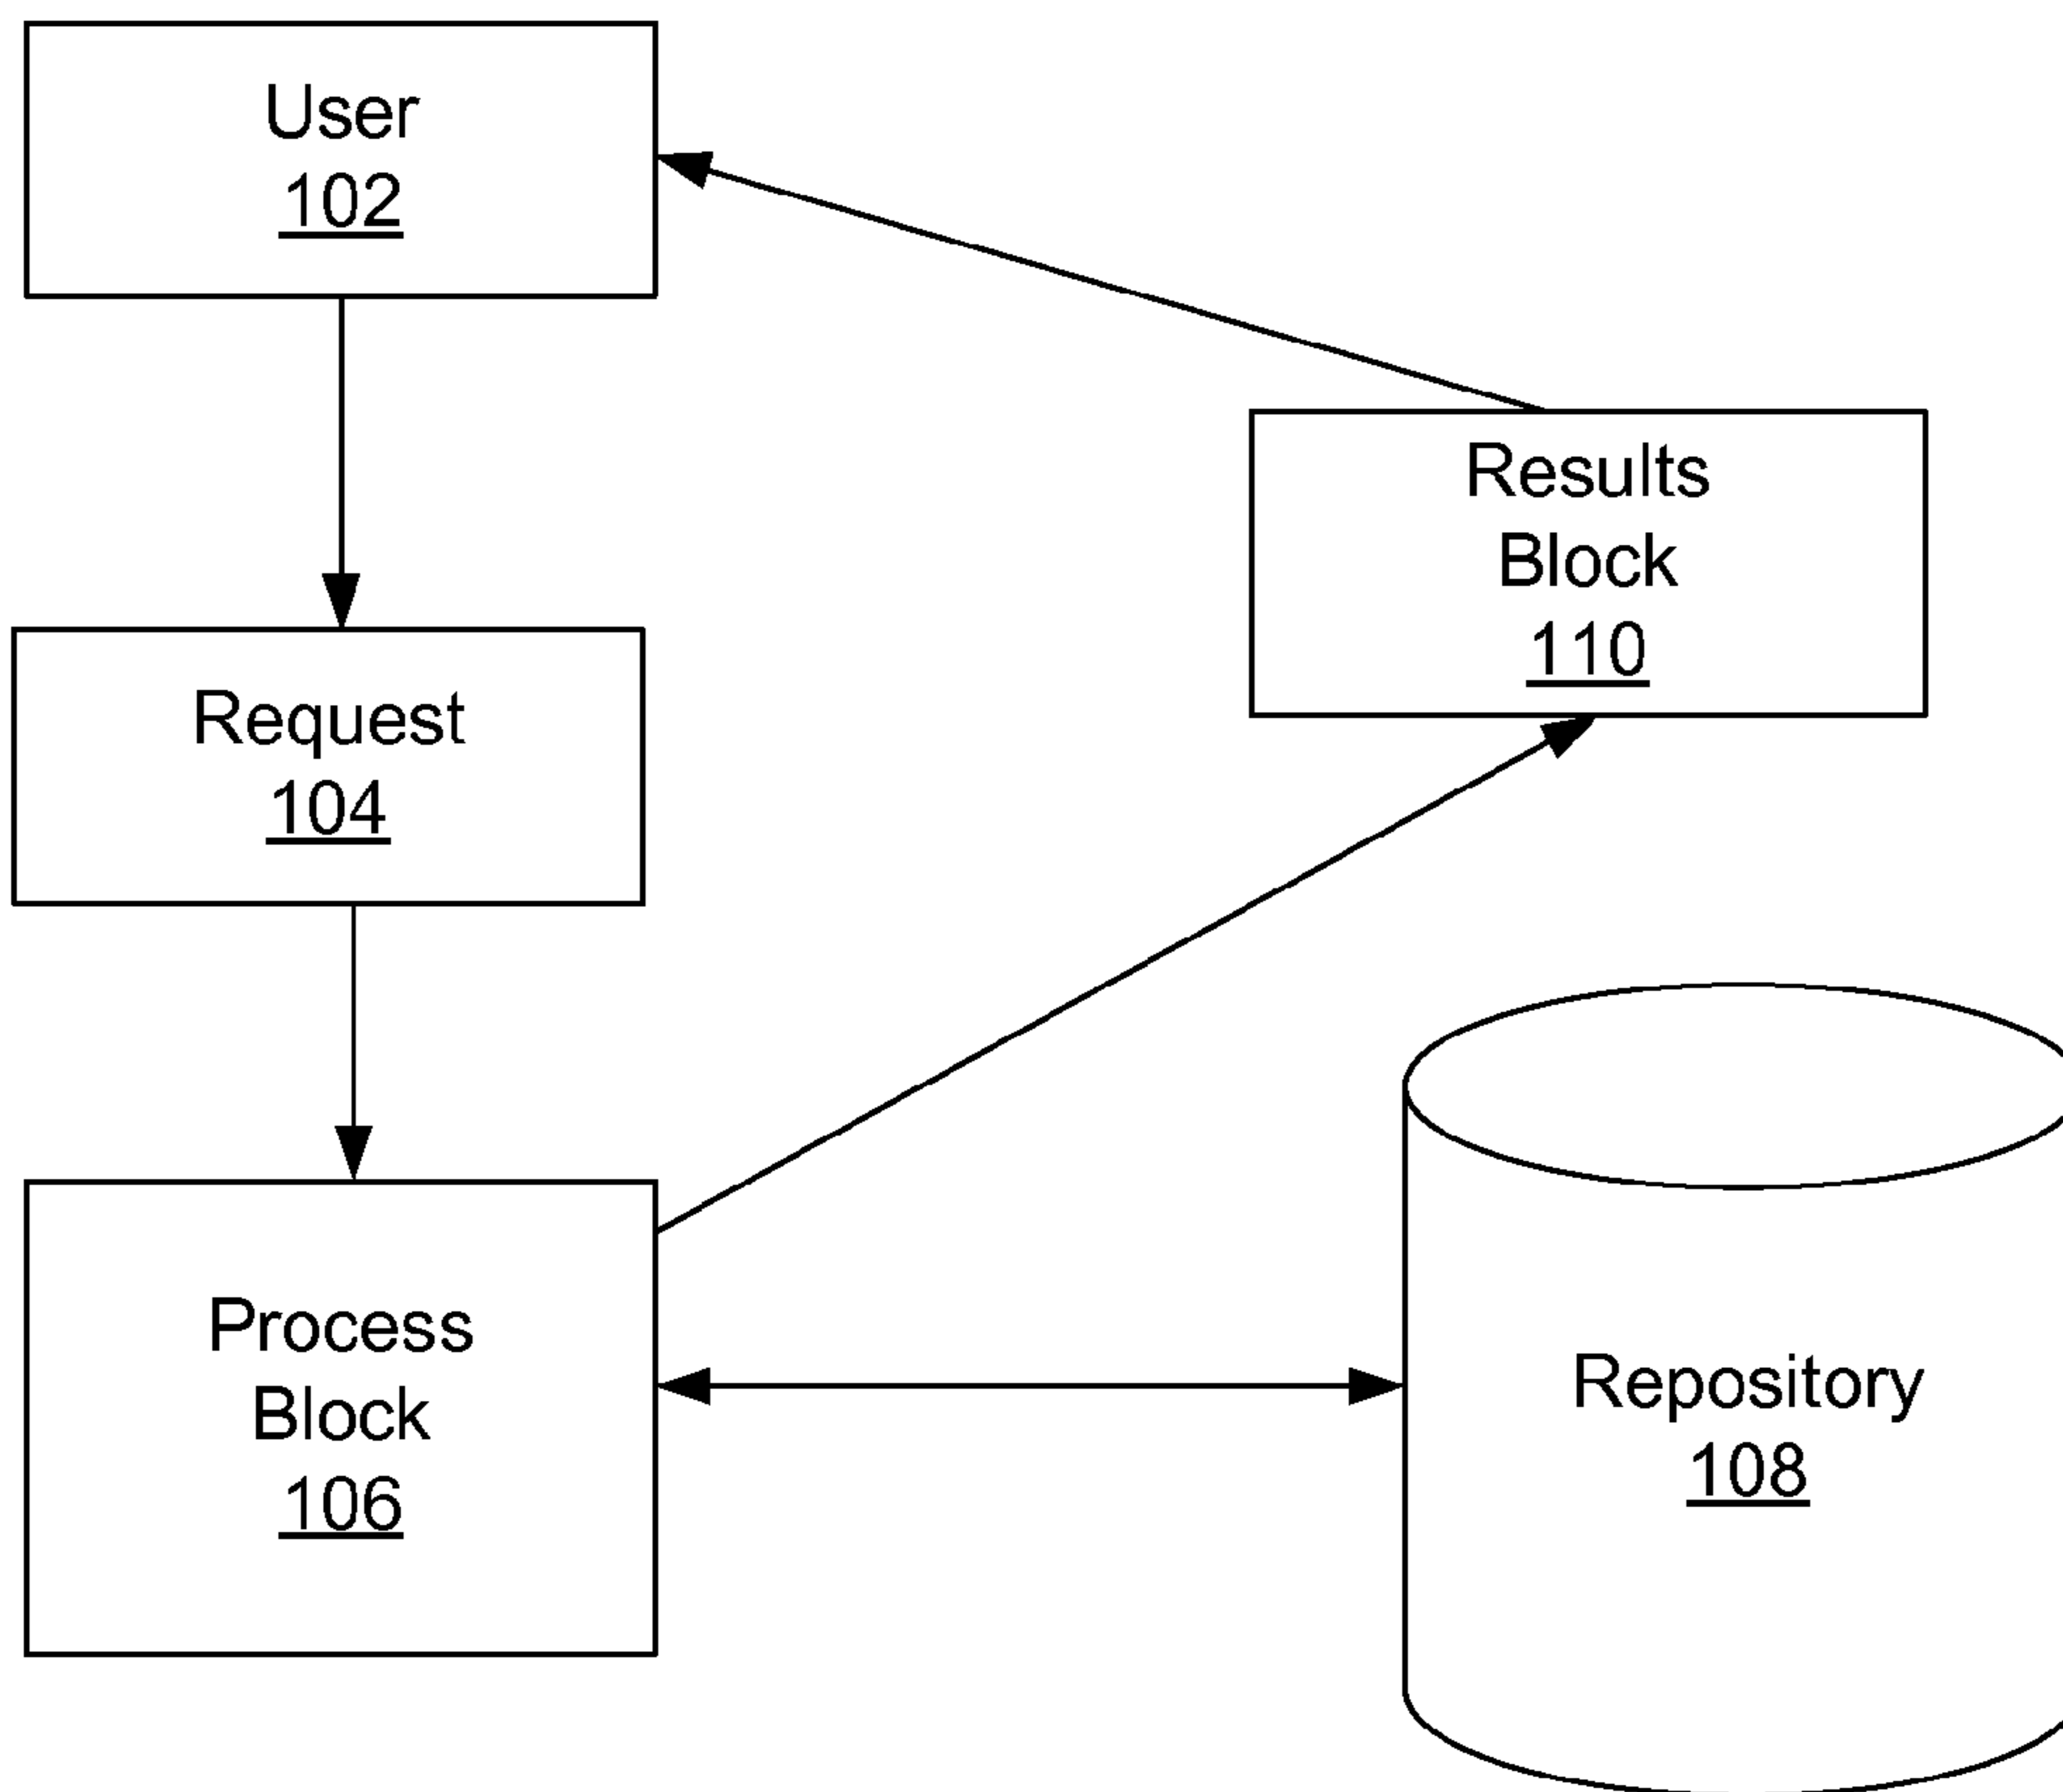 User
102
Results
Block
110
Request
104
Process
Block
106
Repository
108